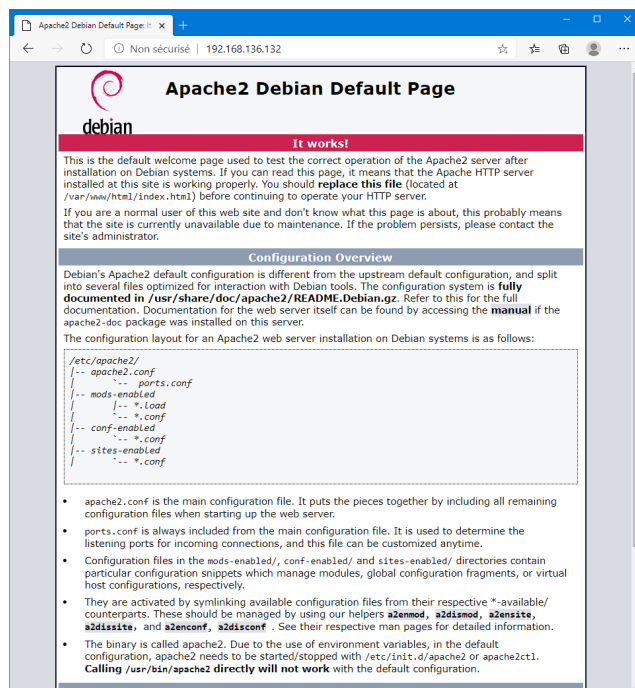 Apache2 Debian Default Page: It
Non sécurisé
192.168.136.132
Apache2 Debian Default Page
debian
It works!
This is the default welcome page used to test the correct operation of the Apache2 server after
installation on Debian systems. If you can read this page, it means that the Apache HTTP server
installed at this site is working properly. You should replace this file (located at
/var/www/html/index.html) before continuing to operate your HTTP server.
If you are a normal user of this web site and don't know what this page is about, this probably means
that the site is currently unavailable due to maintenance. If the problem persists, please contact the
site's administrator.
Configuration Overview
Debian's Apache2 default configuration is different from the upstream default configuration, and split
into several files optimized for interaction with Debian tools. The configuration system is fully
documented in /usr/share/doc/apache2/README.Debian.gz. Refer to this for the full
documentation. Documentation for the web server itself can be found by accessing the manual if the
apache2-doc package was installed on this server.
The configuration layout for an Apache2 web server installation on Debian systems is as follows:
/etc/apache2/
|-- apache2.conf
|       `--  ports.conf
|-- mods-enabled
|       |-- *.load
|       `-- *.conf
|-- conf-enabled
|       `-- *.conf
|-- sites-enabled
|       `-- *.conf
• apache2.conf is the main configuration file. It puts the pieces together by including all remaining
configuration files when starting up the web server.
• ports.conf is always included from the main configuration file. It is used to determine the
listening ports for incoming connections, and this file can be customized anytime.
• Configuration files in the mods-enabled/, conf-enabled/ and sites-enabled/ directories contain
particular configuration snippets which manage modules, global configuration fragments, or virtual
host configurations, respectively.
• They are activated by symlinking available configuration files from their respective *-available/
counterparts. These should be managed by using our helpers a2enmod, a2dismod, a2ensite,
a2dissite, and a2enconf, a2disconf . See their respective man pages for detailed information.
• The binary is called apache2. Due to the use of environment variables, in the default
configuration, apache2 needs to be started/stopped with /etc/init.d/apache2 or apache2ctl.
Calling /usr/bin/apache2 directly will not work with the default configuration.